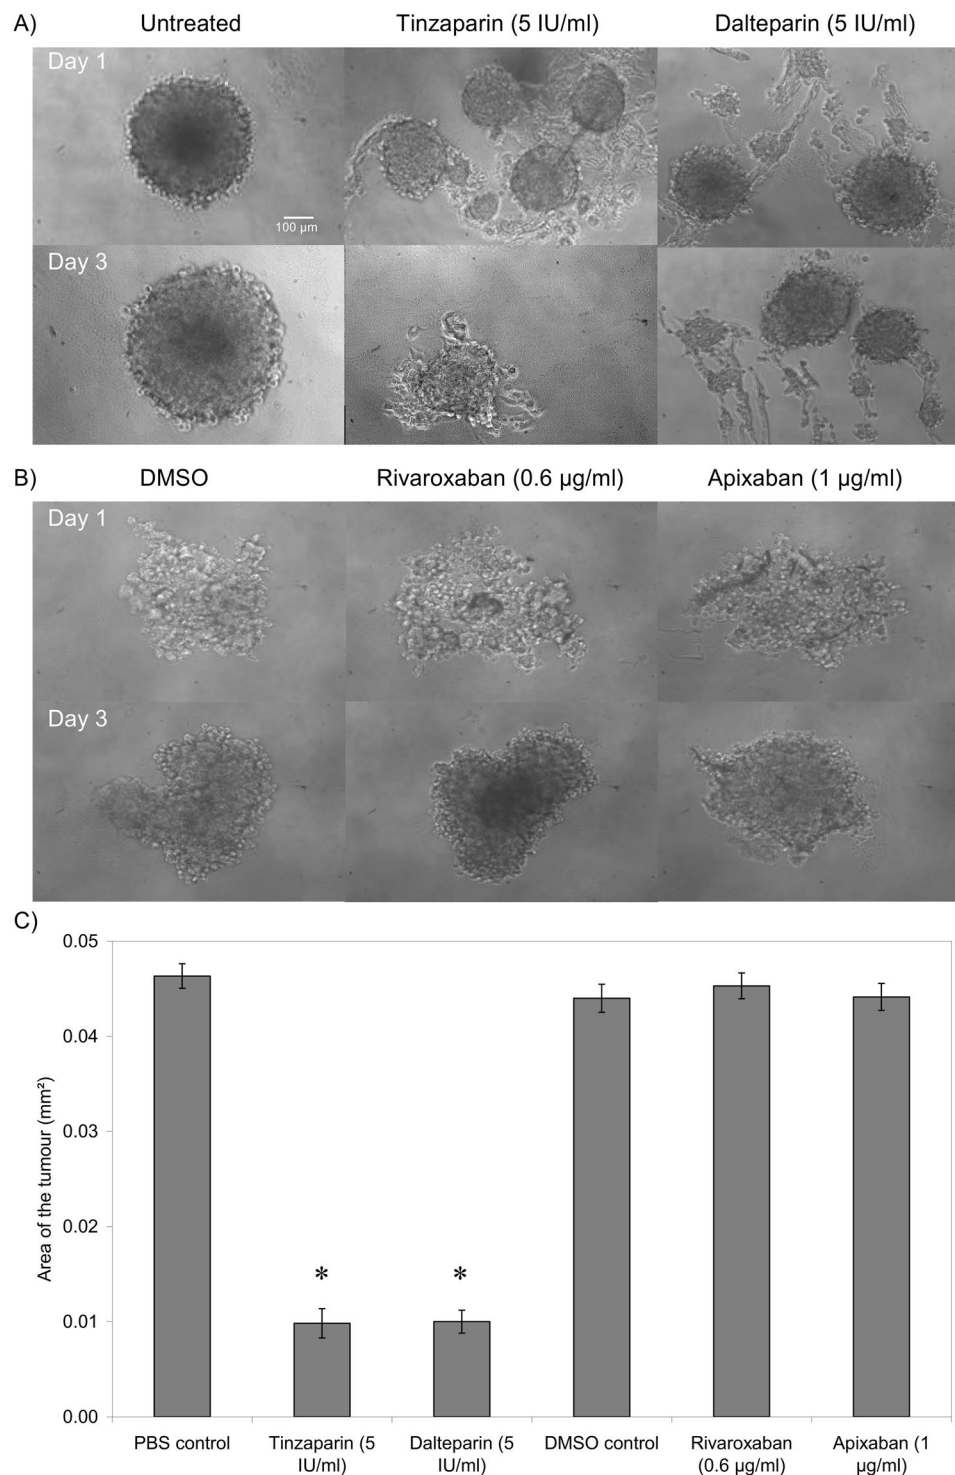 A)
Untreated
Tinzaparin (5 IU/ml)
Dalteparin (5 IU/ml)
Day 1
100 µm
Day 3
B)
DMSO
Rivaroxaban (0.6 µg/ml)
Apixaban (1 µg/ml)
Day 1
Day 3
C)
Area of the tumour (mm²)
0.05
0.04
0.03
0.02
0.01
0.00
*
*
PBS control
Tinzaparin (5
IU/ml)
Dalteparin (5
IU/ml)
DMSO control
Rivaroxaban
(0.6 µg/ml)
Apixaban (1
µg/ml)